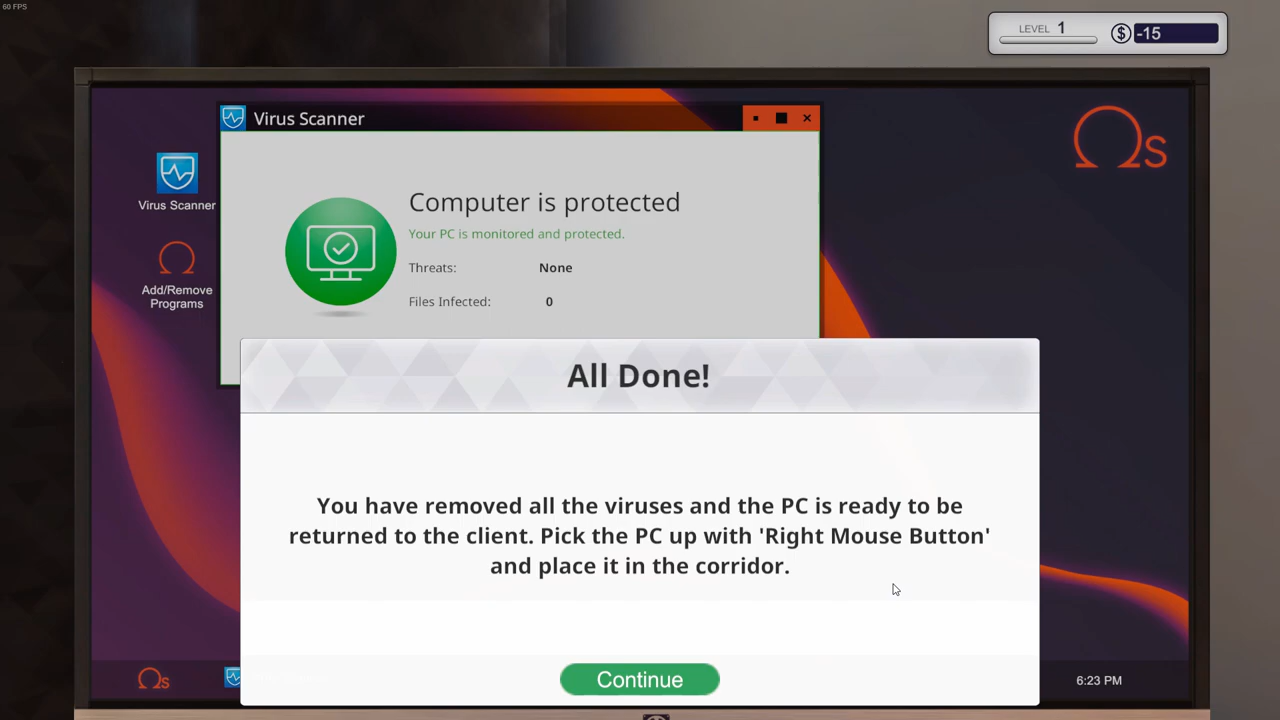 60 FPS
LEVEL 1
$ -15
Virus Scanner
Ωs
Computer is protected
Your PC is monitored and protected.
Threats: None
Files Infected: 0
Virus Scanner
Add/Remove
Programs
All Done!
You have removed all the viruses and the PC is ready to be
returned to the client. Pick the PC up with 'Right Mouse Button'
and place it in the corridor.
Continue
Ωs
6:23 PM